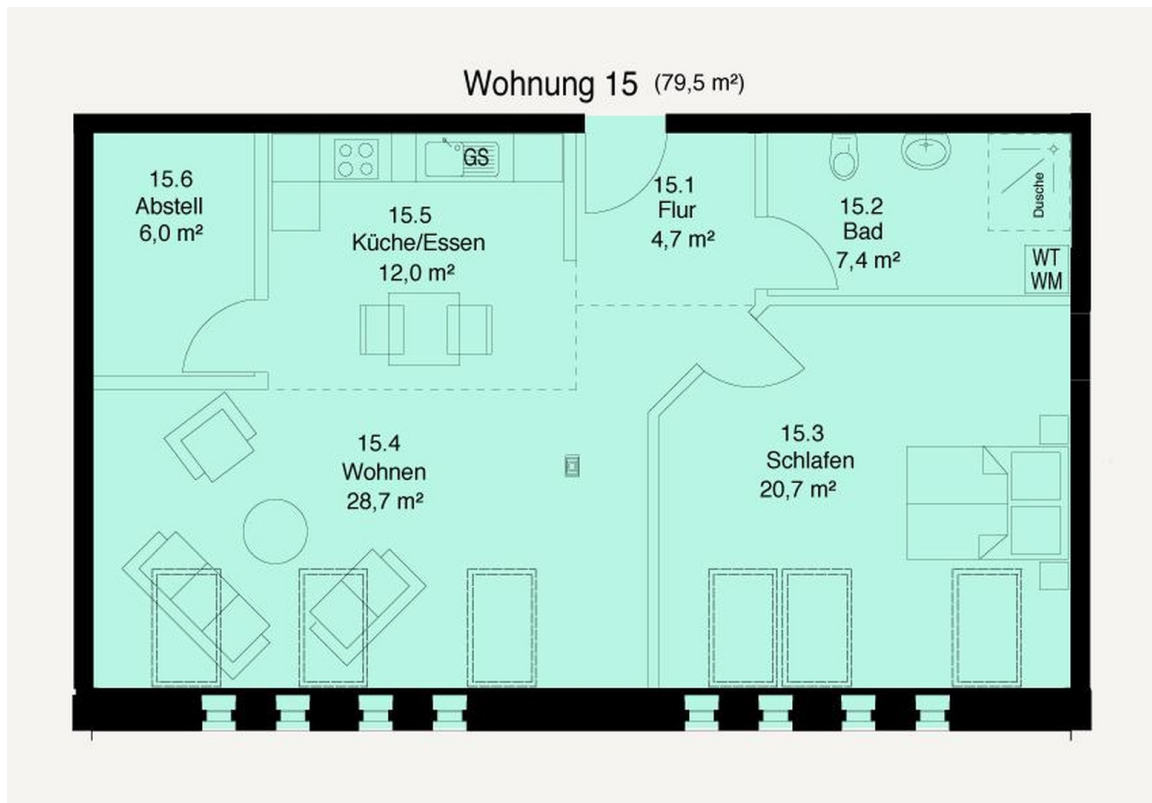 Wohnung 15 (79,5 m²)
15.6
Abstell
6,0 m²
GS
15.5
Küche/Essen
12,0 m²
15.1
Flur
4,7 m²
15.2
Bad
7,4 m²
Dusche
WT
WM
15.4
Wohnen
28,7 m²
15.3
Schlafen
20,7 m²